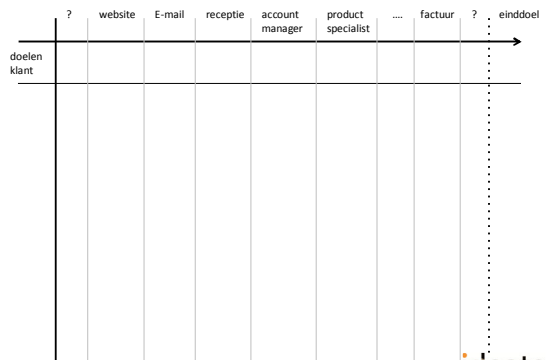 ? website E-mail receptie account product .... factuur ? einddoel
manager specialist
doelen
klant